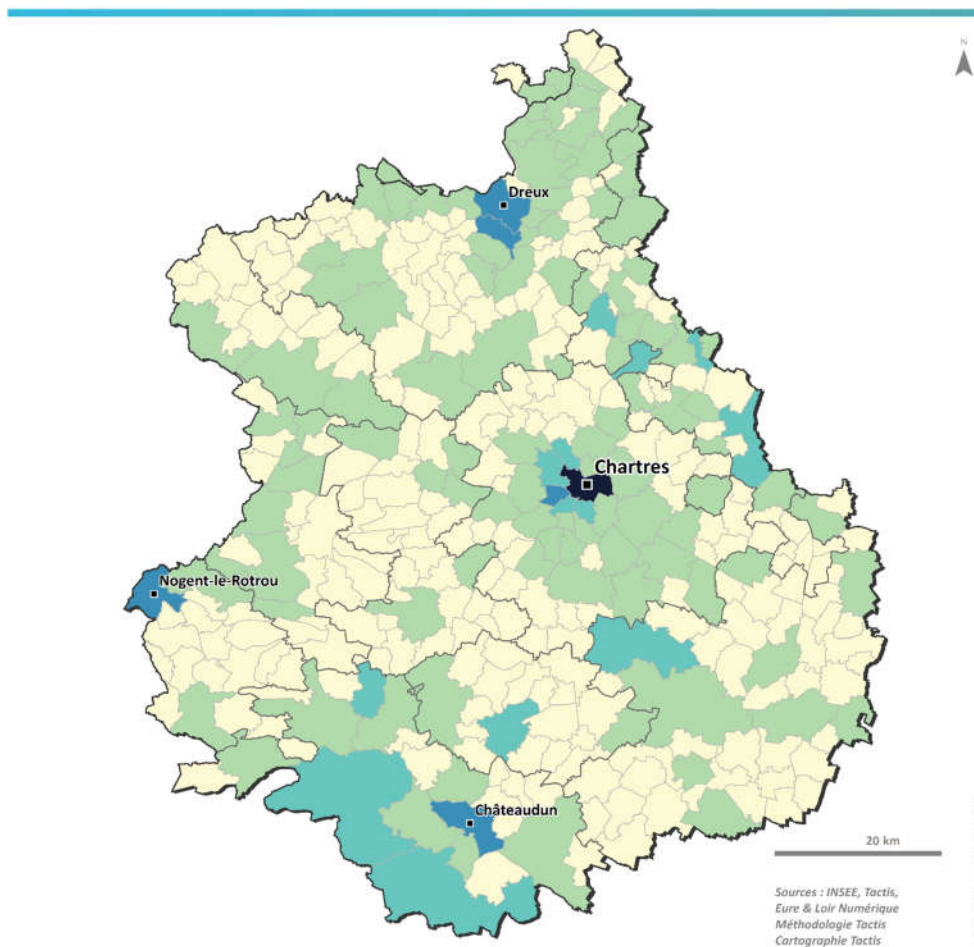 N
Dreux
Chartres
Nogent-le-Rotrou
Châteaudun
20 km
Sources : INSEE, Tactis,
Eure & Loir Numérique
Méthodologie Tactis
Cartographie Tactis